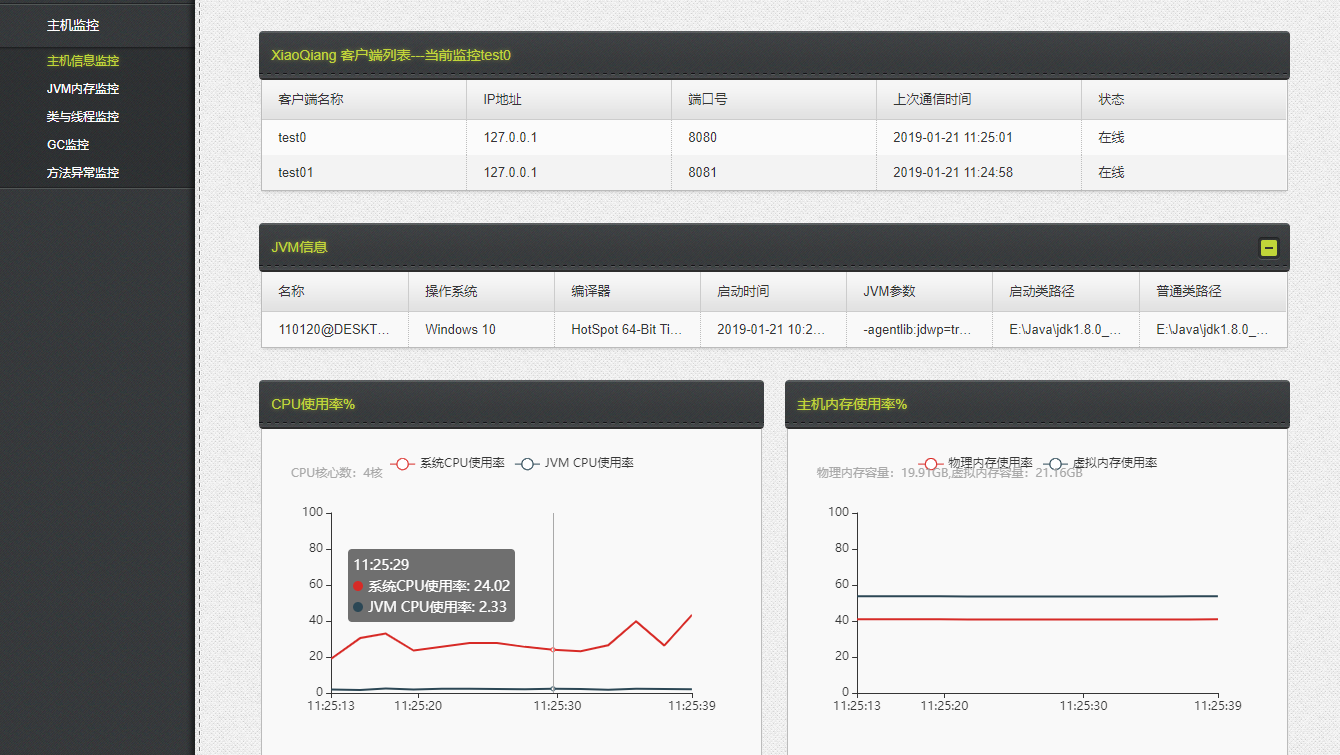 主机监控
主机信息监控
JVM内存监控
类与线程监控
GC监控
方法异常监控
XiaoQiang 客户端列表---当前监控test0
客户端名称 IP地址 端口号 上次通信时间 状态
test0 127.0.0.1 8080 2019-01-21 11:25:01 在线
test01 127.0.0.1 8081 2019-01-21 11:24:58 在线
JVM信息
名称 操作系统 编译器 启动时间 JVM参数 启动类路径 普通类路径
110120@DESKT... Windows 10 HotSpot 64-Bit Ti... 2019-01-21 10:2... -agentlib:jdwp=tr... E:\Java\jdk1.8.0_... E:\Java\jdk1.8.0_...
CPU使用率%
系统CPU使用率 JVM CPU使用率
CPU核心数：4核
100
80
60
40
20
0
11:25:29
系统CPU使用率: 24.02
JVM CPU使用率: 2.33
11:25:13 11:25:20 11:25:30 11:25:39
主机内存使用率%
物理内存使用率 虚拟内存使用率
物理内存容量：19.91GB,虚拟内存容量：21.16GB
100
80
60
40
20
0
11:25:13 11:25:20 11:25:30 11:25:39